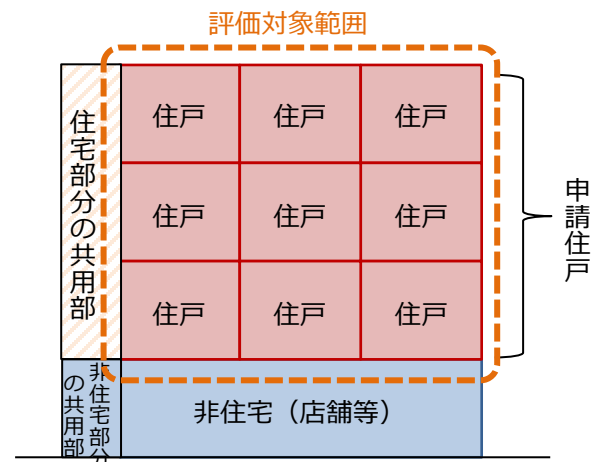 評価対象範囲
住宅部分の共用部
住戸 住戸 住戸
住戸 住戸 住戸
住戸 住戸 住戸
申請住戸
非住宅部分
の共用部
非住宅（店舗等）